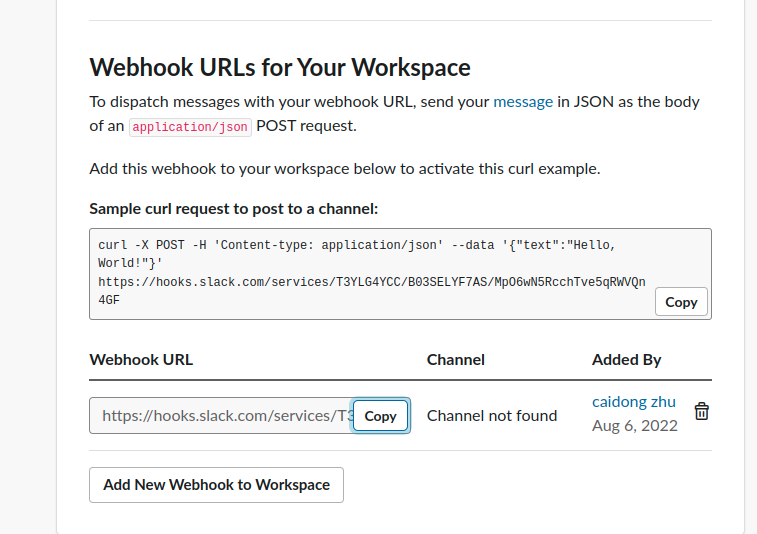 Webhook URLs for Your Workspace
To dispatch messages with your webhook URL, send your message in JSON as the body
of an application/json POST request.
Add this webhook to your workspace below to activate this curl example.
Sample curl request to post to a channel:
curl -X POST -H 'Content-type: application/json' --data '{"text":"Hello,
World!"}'
https://hooks.slack.com/services/T3YLG4YCC/B03SELYF7AS/MpO6wN5RcchTve5qRWVQn
4GF
Copy
Webhook URL Channel Added By
https://hooks.slack.com/services/T3 Copy Channel not found caidong zhu
Aug 6, 2022
Add New Webhook to Workspace